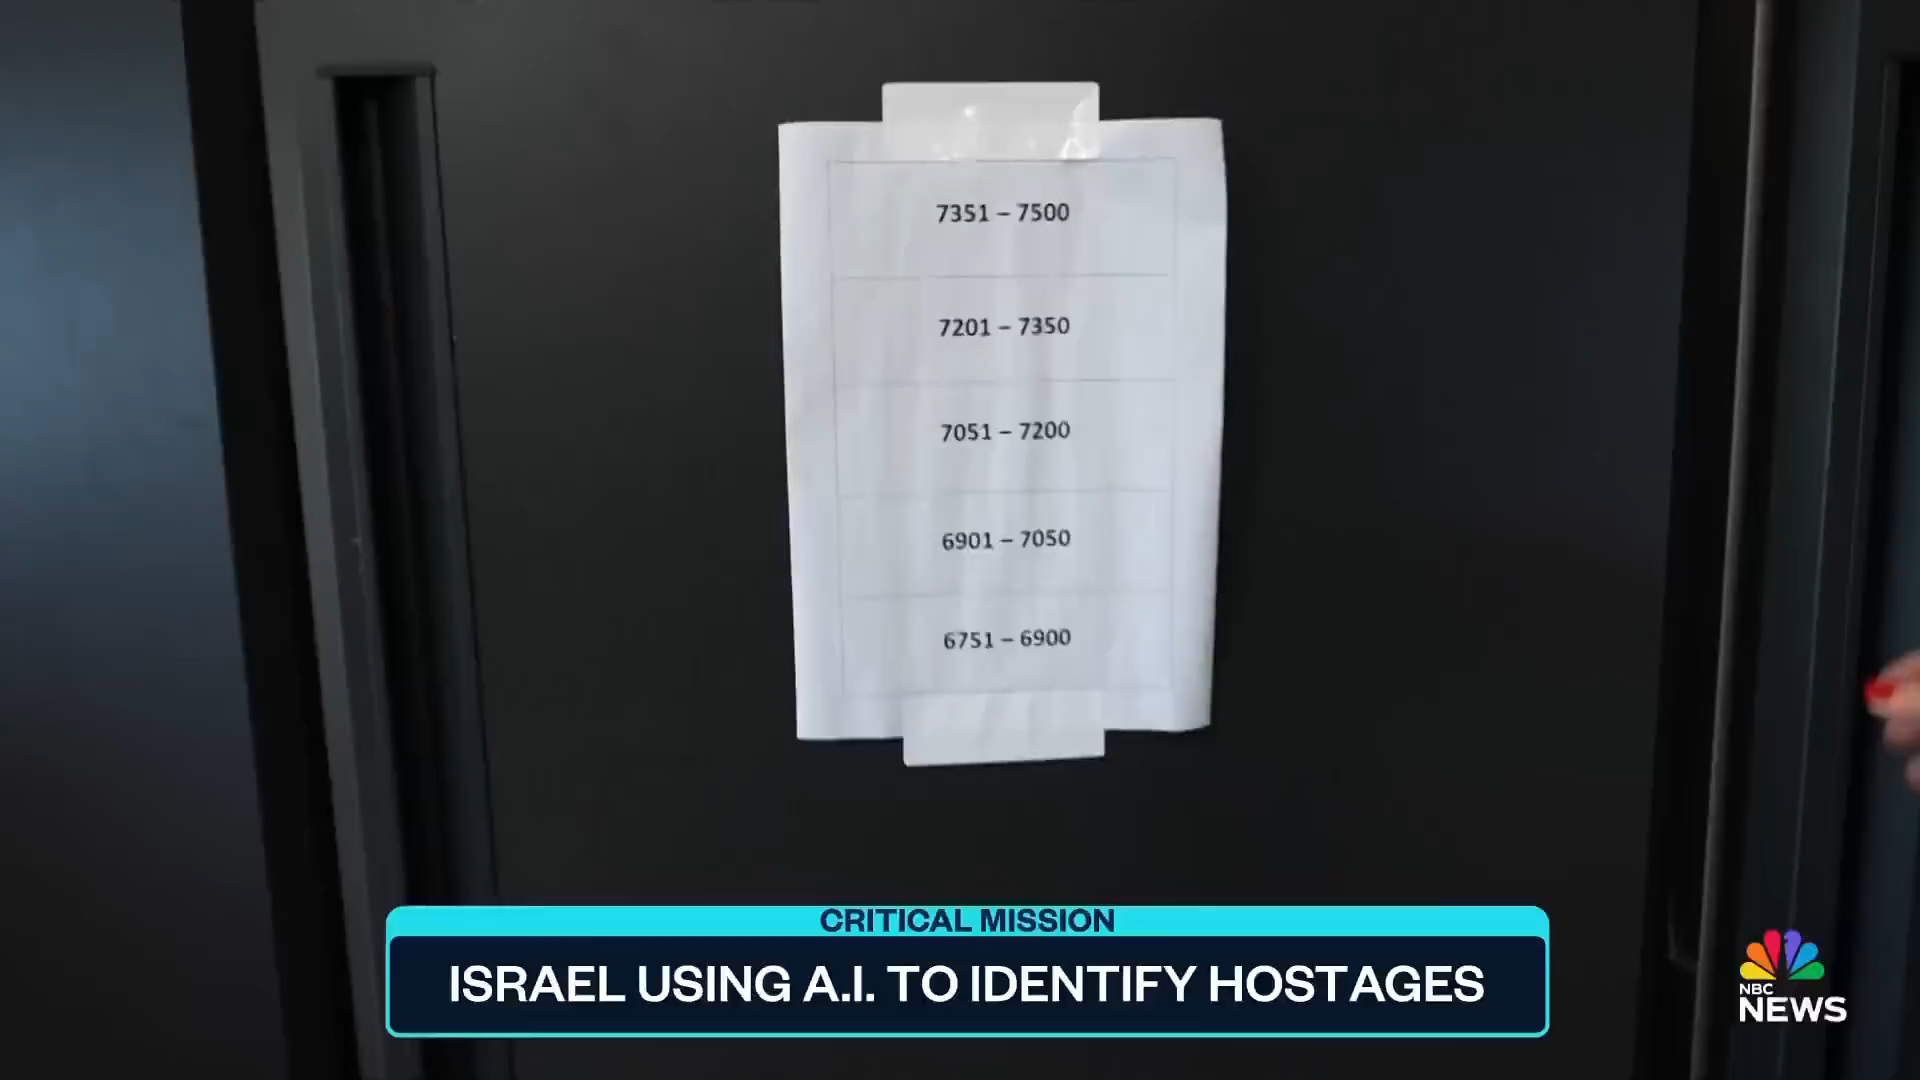 7351 – 7500
7201 – 7350
7051 – 7200
6901 – 7050
6751 – 6900
CRITICAL MISSION
ISRAEL USING A.I. TO IDENTIFY HOSTAGES
NBC
NEWS